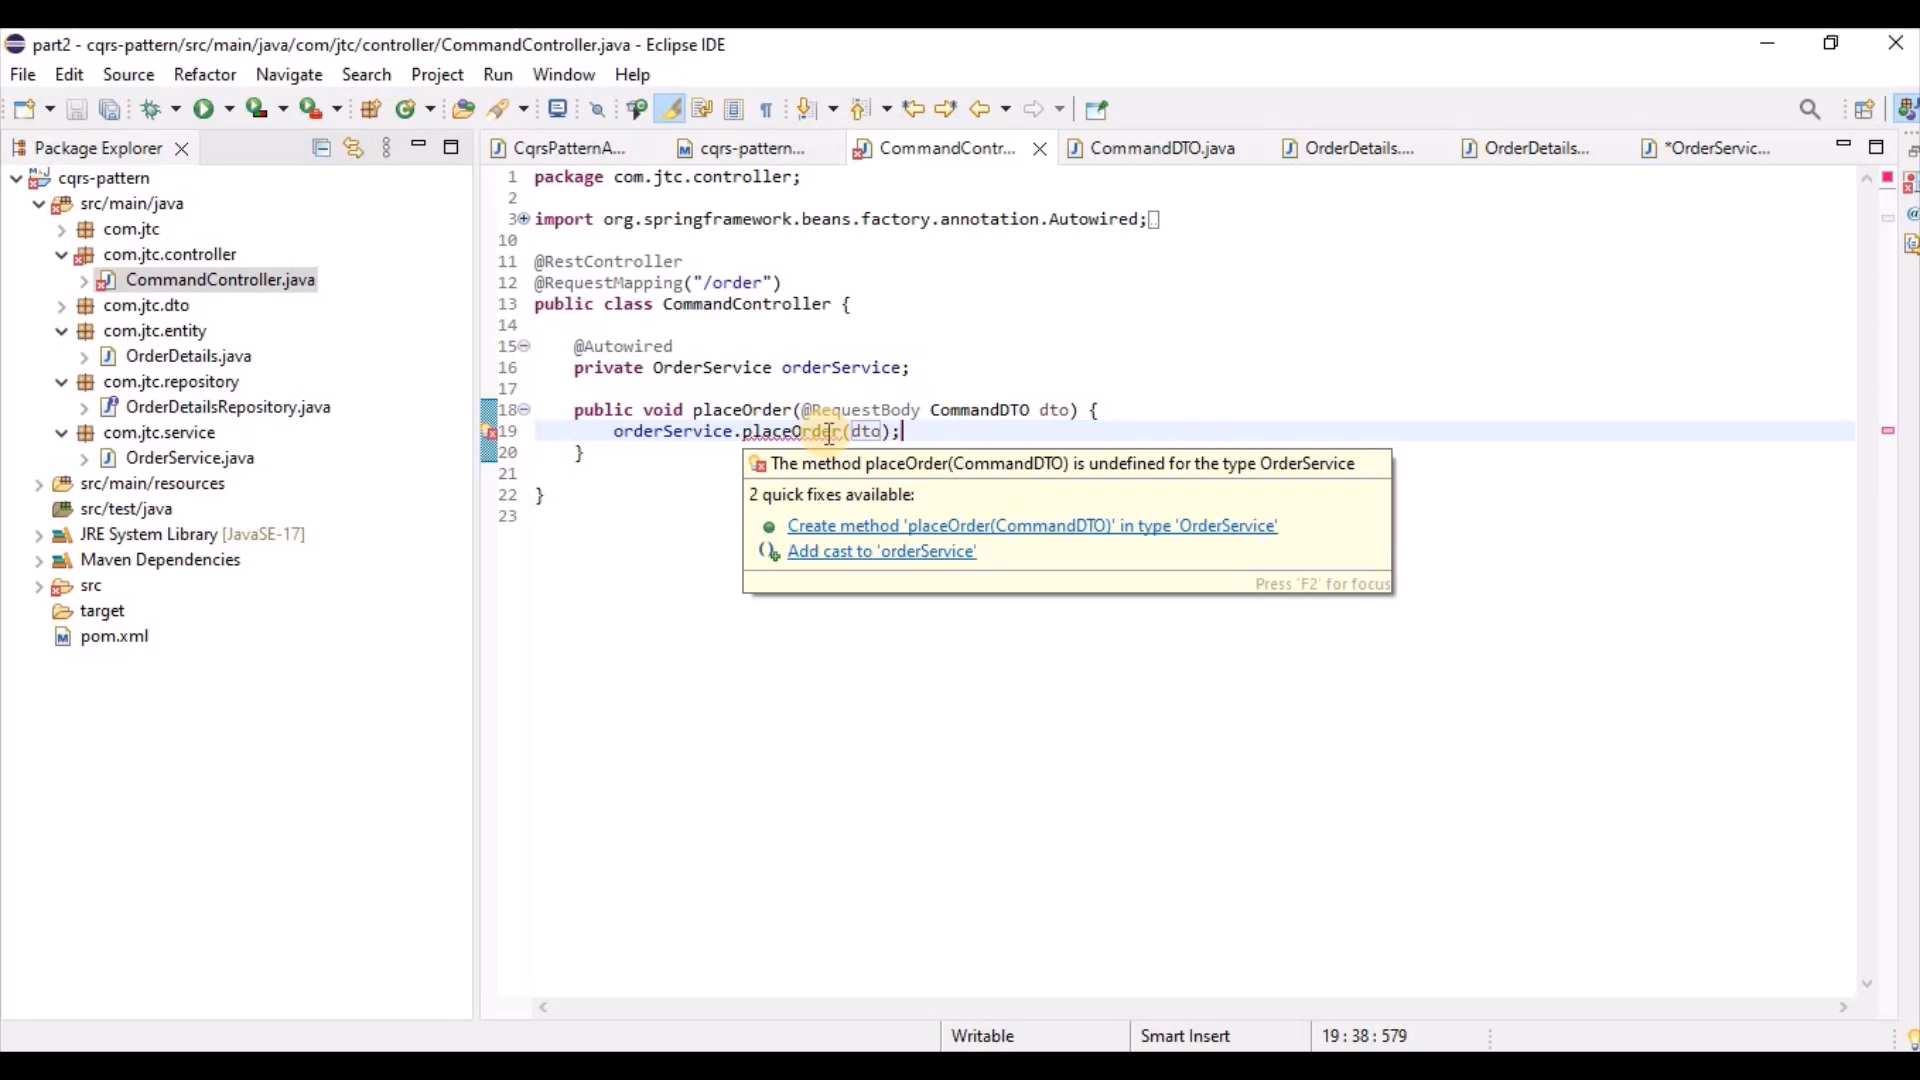 part2 - cqrs-pattern/src/main/java/com/jtc/controller/CommandController.java - Eclipse IDE
File Edit Source Refactor Navigate Search Project Run Window Help
Package Explorer
CqrsPatternA...
cqrs-pattern...
CommandContr...
CommandDTO.java
OrderDetails....
OrderDetails...
*OrderServic...
cqrs-pattern
src/main/java
com.jtc
com.jtc.controller
CommandController.java
com.jtc.dto
com.jtc.entity
OrderDetails.java
com.jtc.repository
OrderDetailsRepository.java
com.jtc.service
OrderService.java
src/main/resources
src/test/java
JRE System Library [JavaSE-17]
Maven Dependencies
src
target
pom.xml
1 package com.jtc.controller;
2
3 import org.springframework.beans.factory.annotation.Autowired;
10
11 @RestController
12 @RequestMapping("/order")
13 public class CommandController {
14
15 @Autowired
16 private OrderService orderService;
17
18 public void placeOrder(@RequestBody CommandDTO dto) {
19 orderService.placeOrder(dto);
20 }
21
22 }
23
The method placeOrder(CommandDTO) is undefined for the type OrderService
2 quick fixes available:
Create method 'placeOrder(CommandDTO)' in type 'OrderService'
Add cast to 'orderService'
Press 'F2' for focus
Writable
Smart Insert
19 : 38 : 579